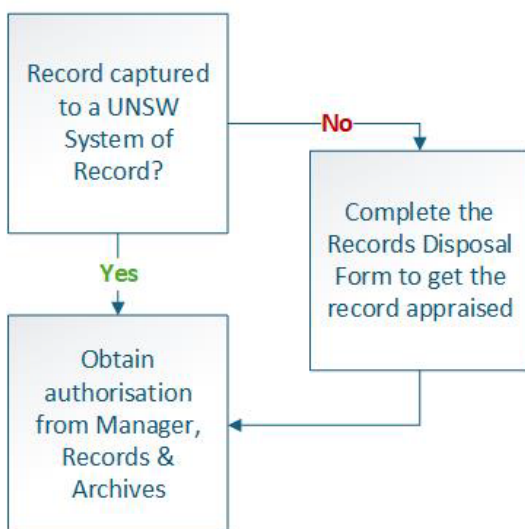 Record captured
to a UNSW
System of
Record?
No
Complete the
Records Disposal
Form to get the
record appraised
Yes
Obtain
authorisation
from Manager,
Records &
Archives